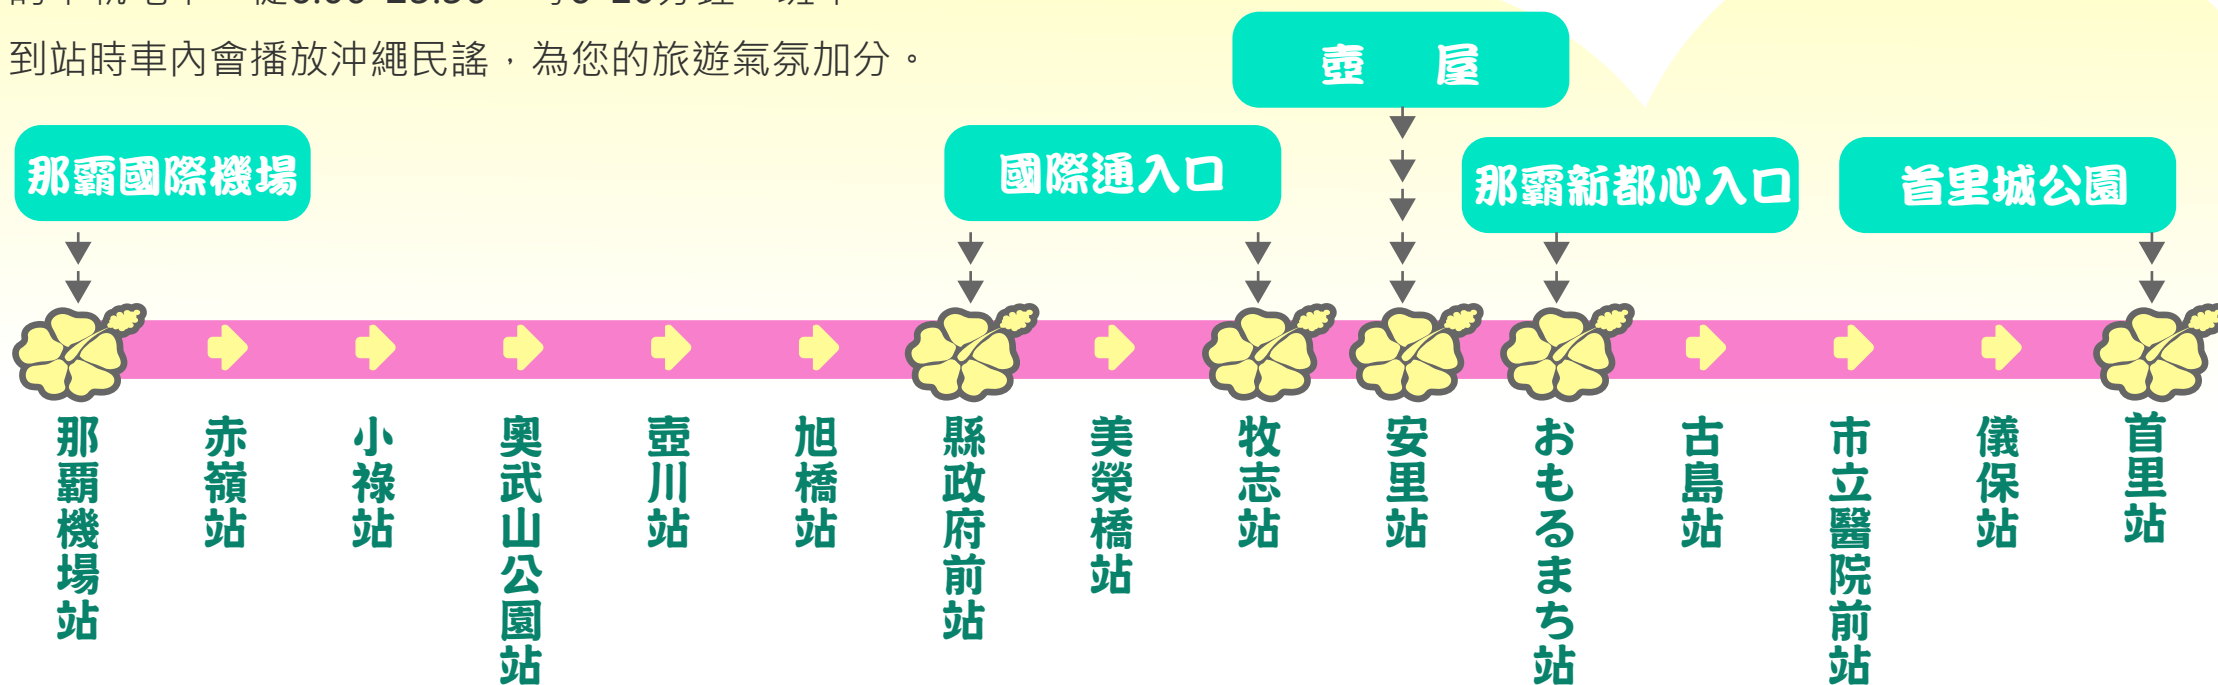 到站時車內會播放沖繩民謠，為您的旅遊氣氛加分。
壺 屋
那霸國際機場
國際通入口
那霸新都心入口
首里城公園
那霸機場站
赤嶺站
小祿站
奧武山公園站
壺川站
旭橋站
縣政府前站
美榮橋站
牧志站
安里站
おもるまち站
古島站
市立醫院前站
儀保站
首里站